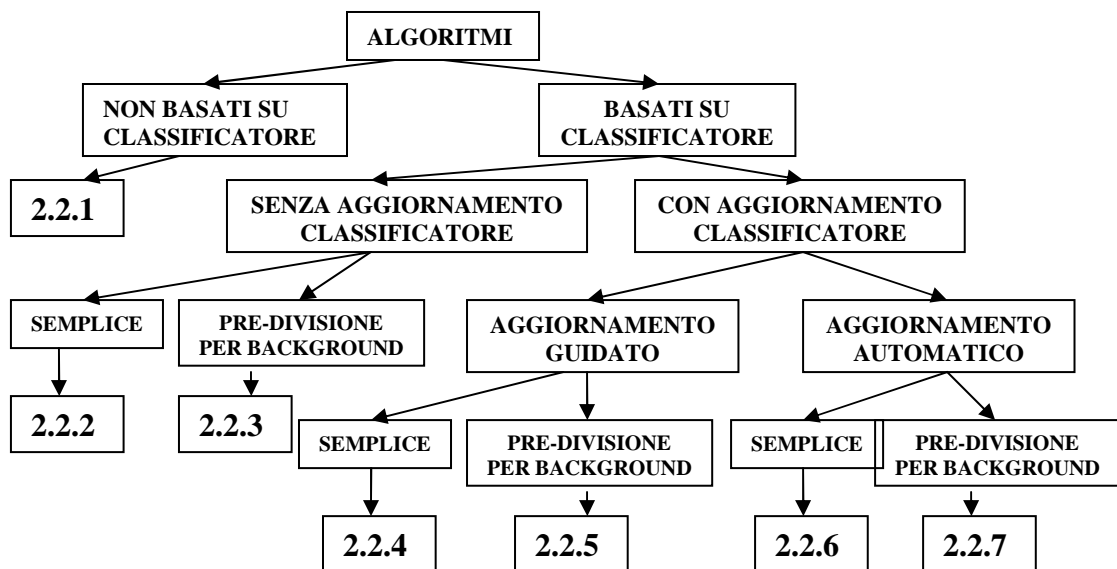 ALGORITMI
NON BASATI SU
CLASSIFICATORE
BASATI SU
CLASSIFICATORE
2.2.1
SENZA AGGIORNAMENTO
CLASSIFICATORE
CON AGGIORNAMENTO
CLASSIFICATORE
SEMPLICE
PRE-DIVISIONE
PER BACKGROUND
AGGIORNAMENTO
GUIDATO
AGGIORNAMENTO
AUTOMATICO
2.2.2
2.2.3
SEMPLICE
PRE-DIVISIONE
PER BACKGROUND
SEMPLICE
PRE-DIVISIONE
PER BACKGROUND
2.2.4
2.2.5
2.2.6
2.2.7